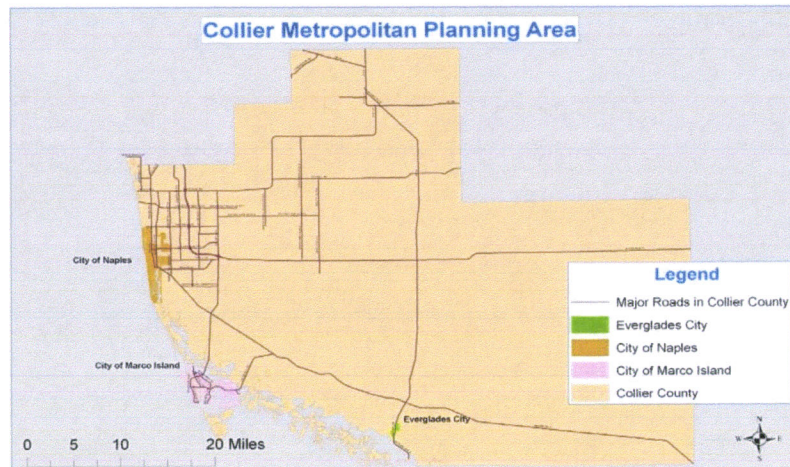 Collier Metropolitan Planning Area
City of Naples
City of Marco Island
Everglades City
Legend
Major Roads in Collier County
Everglades City
City of Naples
City of Marco Island
Collier County
0 5 10 20 Miles
N
W E
S